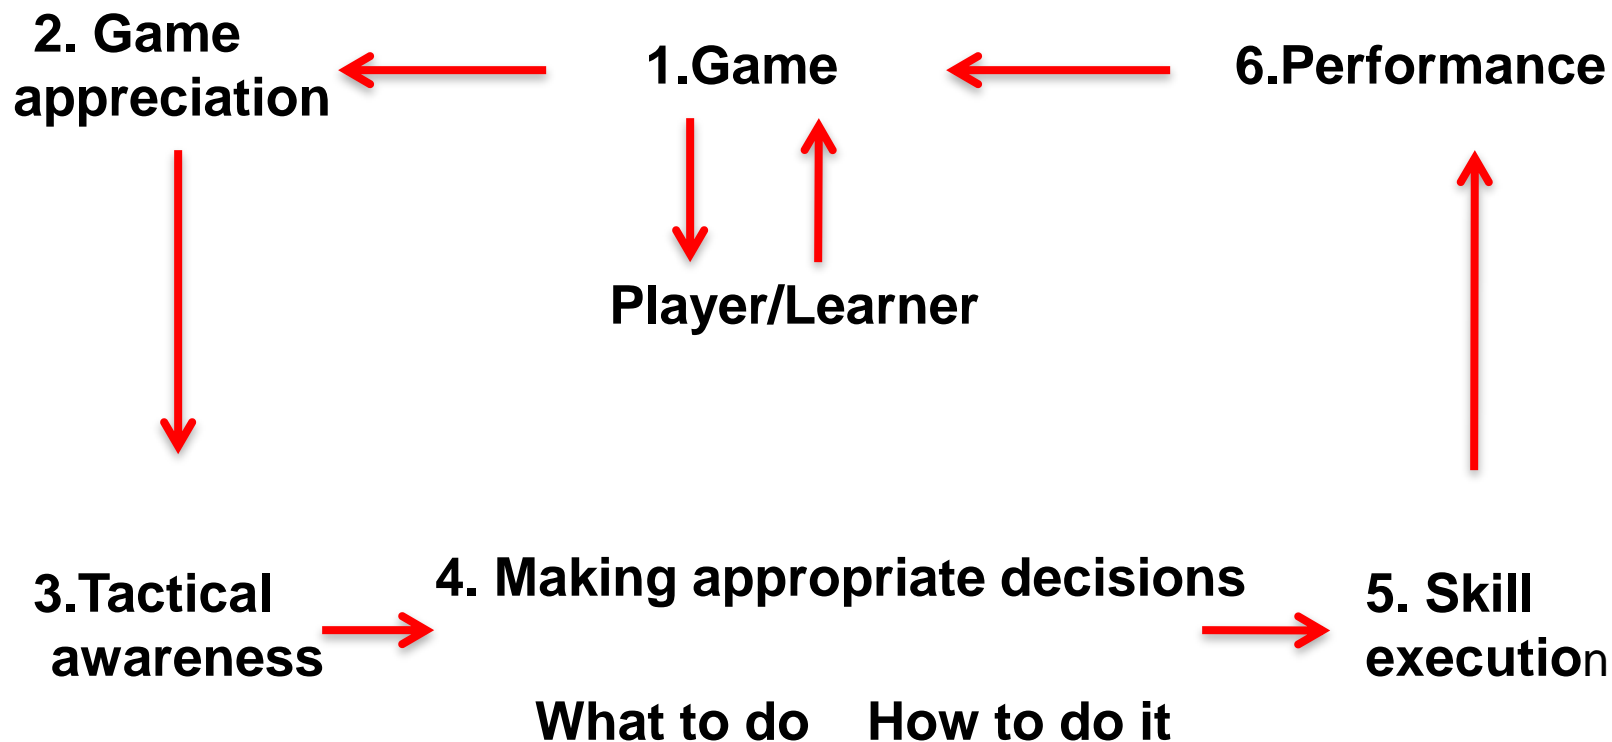 2. Game
appreciation
1.Game
6.Performance
Player/Learner
3.Tactical
awareness
4. Making appropriate decisions
What to do How to do it
5. Skill
execution